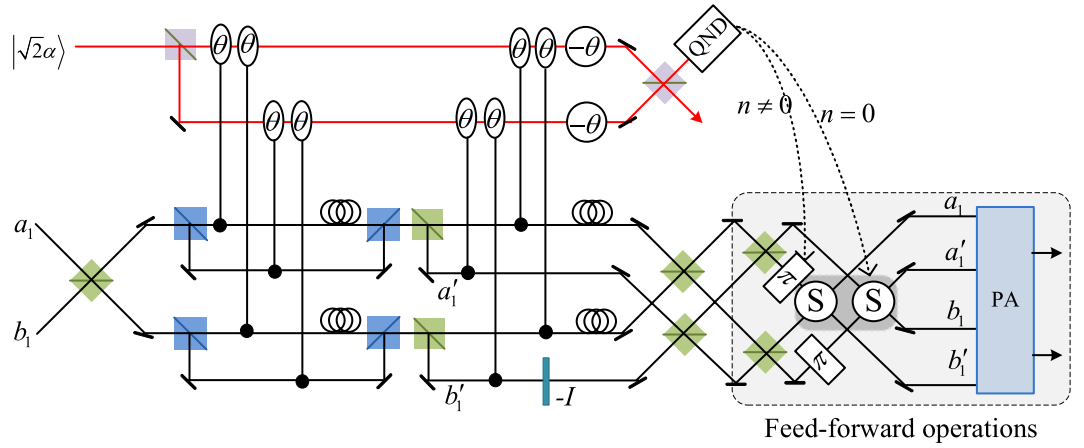 |√2α⟩
θ θ θ θ −θ
θ θ θ θ −θ
QND
n ≠ 0
n = 0
a₁
b₁
a₁′
b₁′
-I
π
π
S S
a₁
a₁′
b₁
b₁′
PA
Feed-forward operations